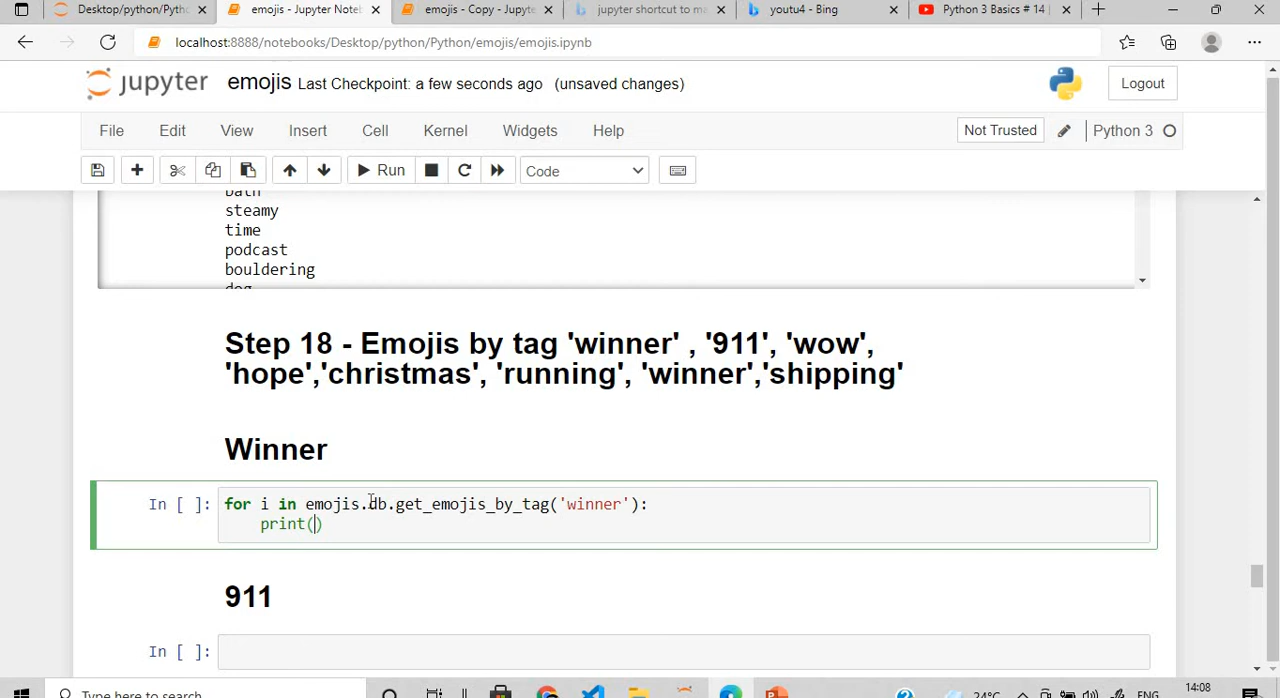 Desktop/python/Pyth
emojis - Jupyter Note
emojis - Copy - Jupyte
jupyter shortcut to ma
youtu4 - Bing
Python 3 Basics # 14
localhost:8888/notebooks/Desktop/python/Python/emojis/emojis.ipynb
jupyter emojis Last Checkpoint: a few seconds ago (unsaved changes)
Logout
File Edit View Insert Cell Kernel Widgets Help
Not Trusted
Python 3
Run
Code
bath
steamy
time
podcast
bouldering
dog
Step 18 - Emojis by tag 'winner' , '911', 'wow',
'hope','christmas', 'running', 'winner','shipping'
Winner
In [ ]: for i in emojis.db.get_emojis_by_tag('winner'):
print()
911
In [ ]:
Type here to search
24°C
ENG
14:08